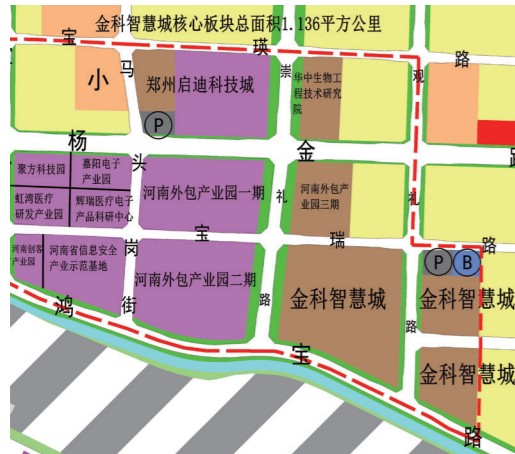 金科智慧城核心板块总面积1.136平方公里
宝
瑛
路
小
马
郑州启迪科技城
崇
华中生物工
程技术研究
院
观
P
杨
头
金
聚方科技园
嘉阳电子
产业园
河南外包产业园一期
礼
河南外包产
业园三期
礼
虹湾医疗
研发产业园
辉瑞医疗电子
产品科研中心
宝
瑞
路
岗
河南创客
产业园
河南省信息安全
产业示范基地
河南外包产业园二期
P
B
鸿
街
路
金科智慧城
金科智慧城
路
宝
金科智慧城
路